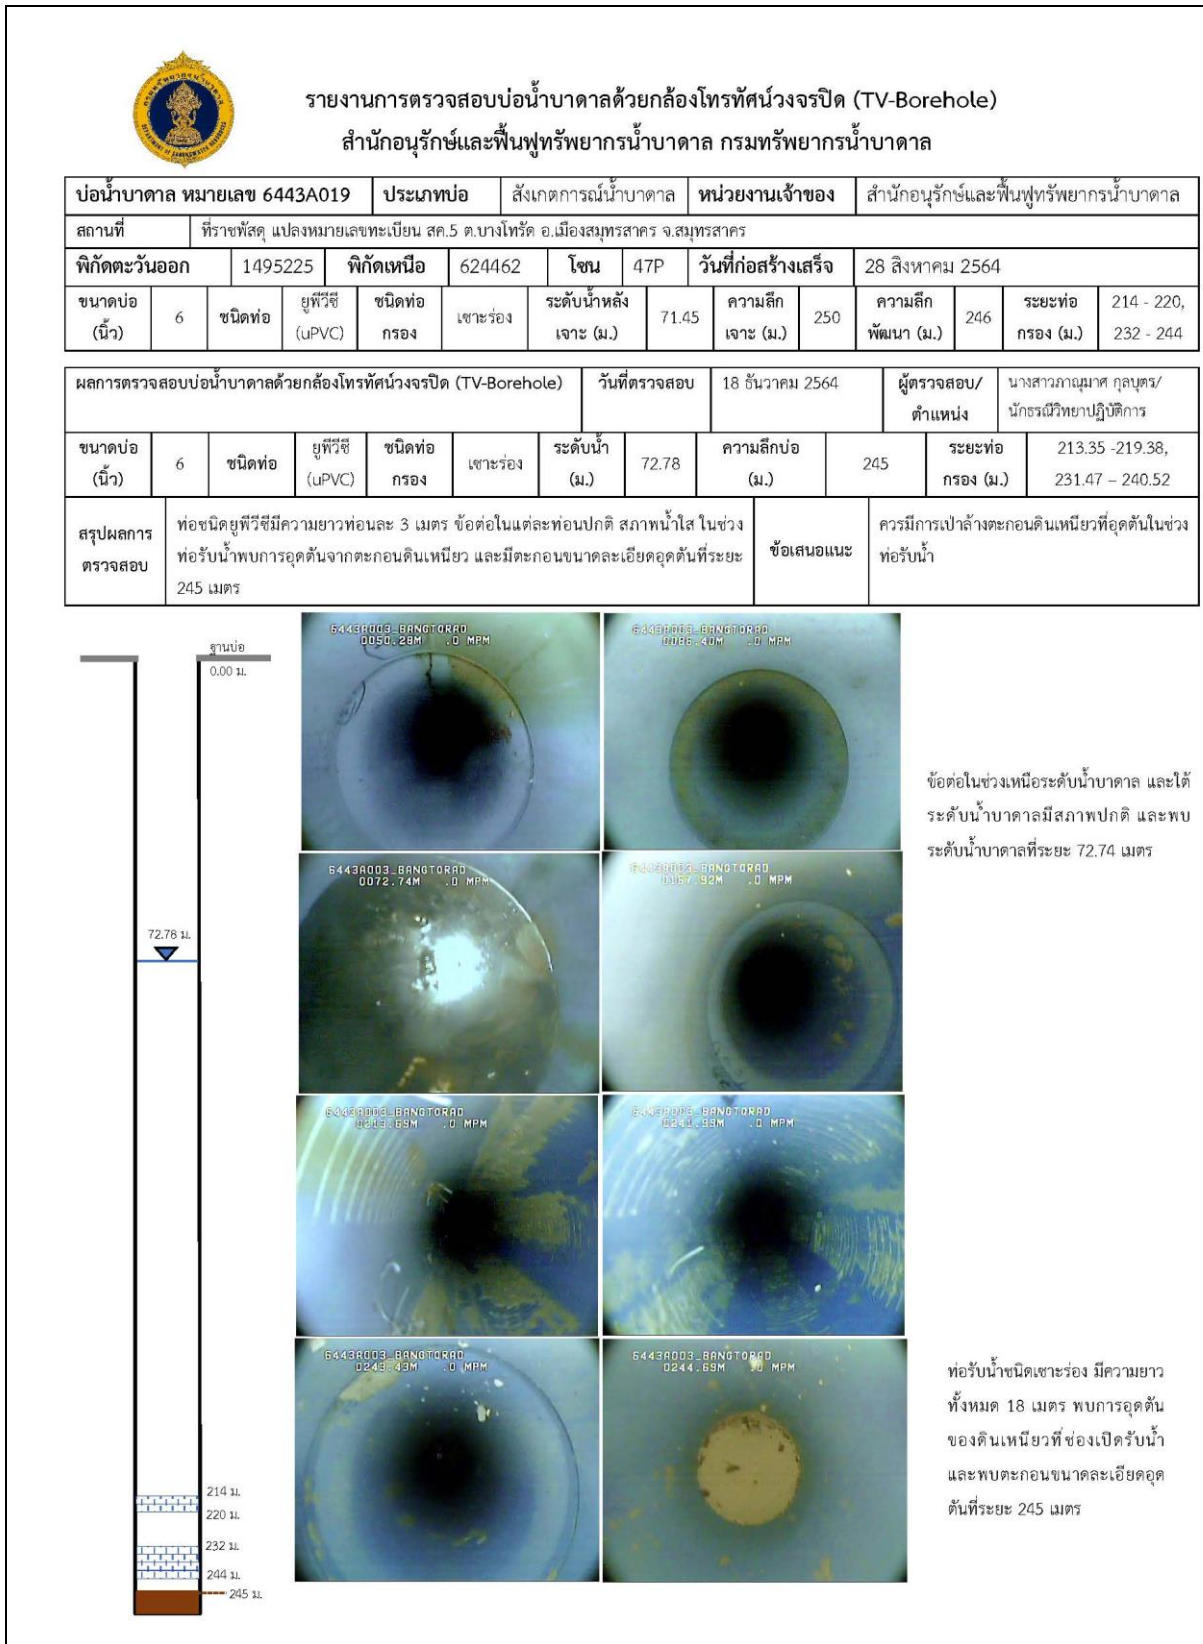 รายงานการตรวจสอบบ่อน้ำบาดาลด้วยกล้องโทรทัศน์วงจรปิด (TV-Borehole)
สำนักอนุรักษ์และฟื้นฟูทรัพยากรน้ำบาดาล กรมทรัพยากรน้ำบาดาล
บ่อน้ำบาดาล หมายเลข 6443A019 ประเภทบ่อ สังเกตการณ์น้ำบาดาล หน่วยงานเจ้าของ สำนักอนุรักษ์และฟื้นฟูทรัพยากรน้ำบาดาล
สถานที่ ที่ราชพัสดุ แปลงหมายเลขทะเบียน สค.5 ต.บางโทรัด อ.เมืองสมุทรสาคร จ.สมุทรสาคร
พิกัดตะวันออก 1495225 พิกัดเหนือ 624462 โซน 47P วันที่ก่อสร้างเสร็จ 28 สิงหาคม 2564
ขนาดบ่อ (นิ้ว) 6 ชนิดท่อ ยูพีวีซี (uPVC) ชนิดท่อกรอง เซาะร่อง ระดับน้ำหลังเจาะ (ม.) 71.45 ความลึกเจาะ (ม.) 250 ความลึกพัฒนา (ม.) 246 ระยะท่อกรอง (ม.) 214 - 220, 232 - 244
ผลการตรวจสอบบ่อน้ำบาดาลด้วยกล้องโทรทัศน์วงจรปิด (TV-Borehole) วันที่ตรวจสอบ 18 ธันวาคม 2564 ผู้ตรวจสอบ/ตำแหน่ง นางสาวภาณุมาศ กุลบุตร/นักธรณีวิทยาปฏิบัติการ
ขนาดบ่อ (นิ้ว) 6 ชนิดท่อ ยูพีวีซี (uPVC) ชนิดท่อกรอง เซาะร่อง ระดับน้ำ (ม.) 72.78 ความลึกบ่อ (ม.) 245 ระยะท่อกรอง (ม.) 213.35 -219.38, 231.47 – 240.52
สรุปผลการตรวจสอบ
ท่อชนิดยูพีวีซีมีความยาวท่อนละ 3 เมตร ข้อต่อในแต่ละท่อนปกติ สภาพน้ำใส ในช่วง
ท่อรับน้ำพบการอุดตันจากตะกอนดินเหนียว และมีตะกอนขนาดละเอียดอุดตันที่ระยะ
245 เมตร
ข้อเสนอแนะ
ควรมีการเป่าล้างตะกอนดินเหนียวที่อุดตันในช่วง
ท่อรับน้ำ
ฐานบ่อ
0.00 ม.
72.78 ม.
214 ม.
220 ม.
232 ม.
244 ม.
245 ม.
6443A003_BANGTORAD
0050.28M .0 MPM
6443A003_BANGTORAD
0086.40M .0 MPM
6443A003_BANGTORAD
0072.74M .0 MPM
6443A003_BANGTORAD
0167.92M .0 MPM
6443A003_BANGTORAD
0213.69M .0 MPM
6443A003_BANGTORAD
0241.99M .0 MPM
6443A003_BANGTORAD
0243.43M .0 MPM
6443A003_BANGTORAD
0244.69M .0 MPM
ข้อต่อในช่วงเหนือระดับน้ำบาดาล และใต้
ระดับน้ำบาดาลมีสภาพปกติ และพบ
ระดับน้ำบาดาลที่ระยะ 72.74 เมตร
ท่อรับน้ำชนิดเซาะร่อง มีความยาว
ทั้งหมด 18 เมตร พบการอุดตัน
ของดินเหนียวที่ช่องเปิดรับน้ำ
และพบตะกอนขนาดละเอียดอุด
ตันที่ระยะ 245 เมตร